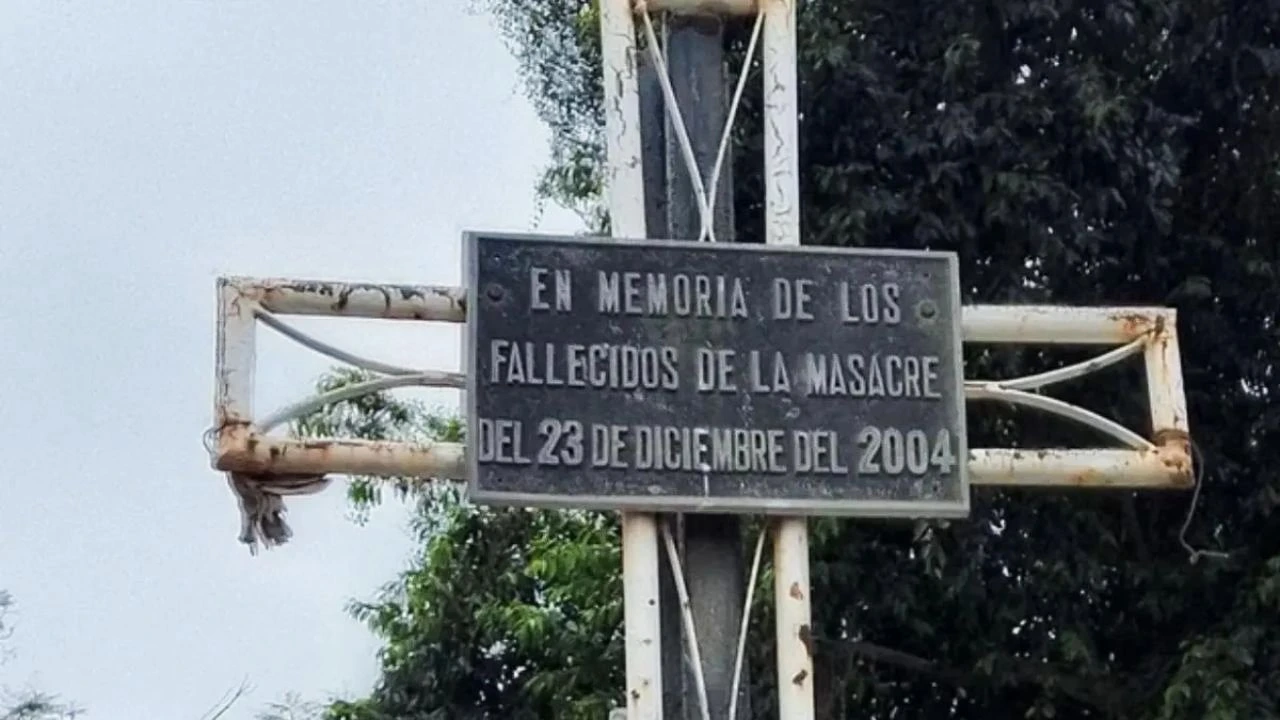 EN MEMORIA DE LOS
FALLECIDOS DE LA MASACRE
DEL 23 DE DICIEMBRE DEL 2004